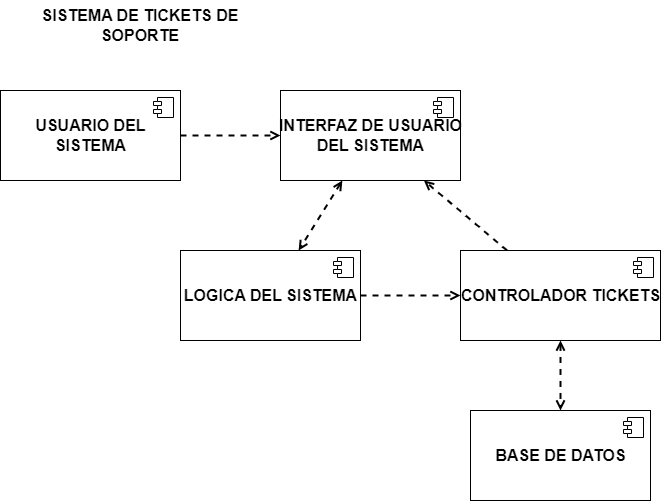 SISTEMA DE TICKETS DE
SOPORTE
USUARIO DEL
SISTEMA
INTERFAZ DE USUARIO
DEL SISTEMA
LOGICA DEL SISTEMA
CONTROLADOR TICKETS
BASE DE DATOS